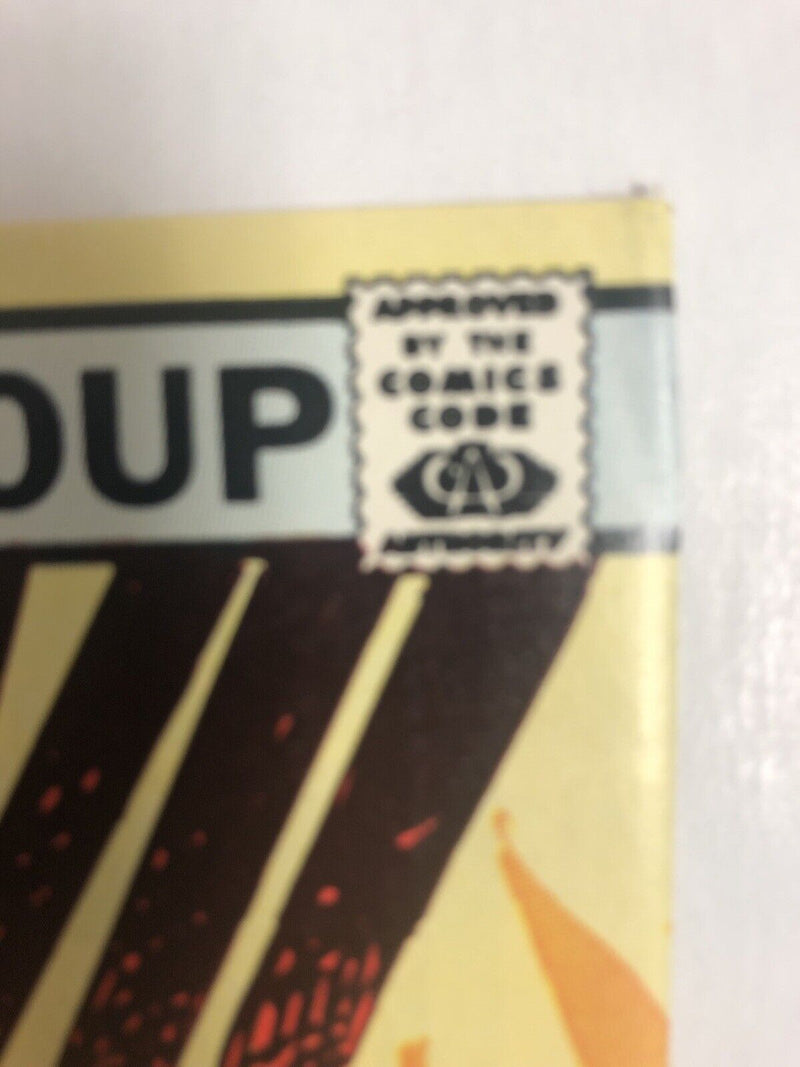 OUP
APPROVED
BY THE
COMICS
CODE
A
AUTHORITY